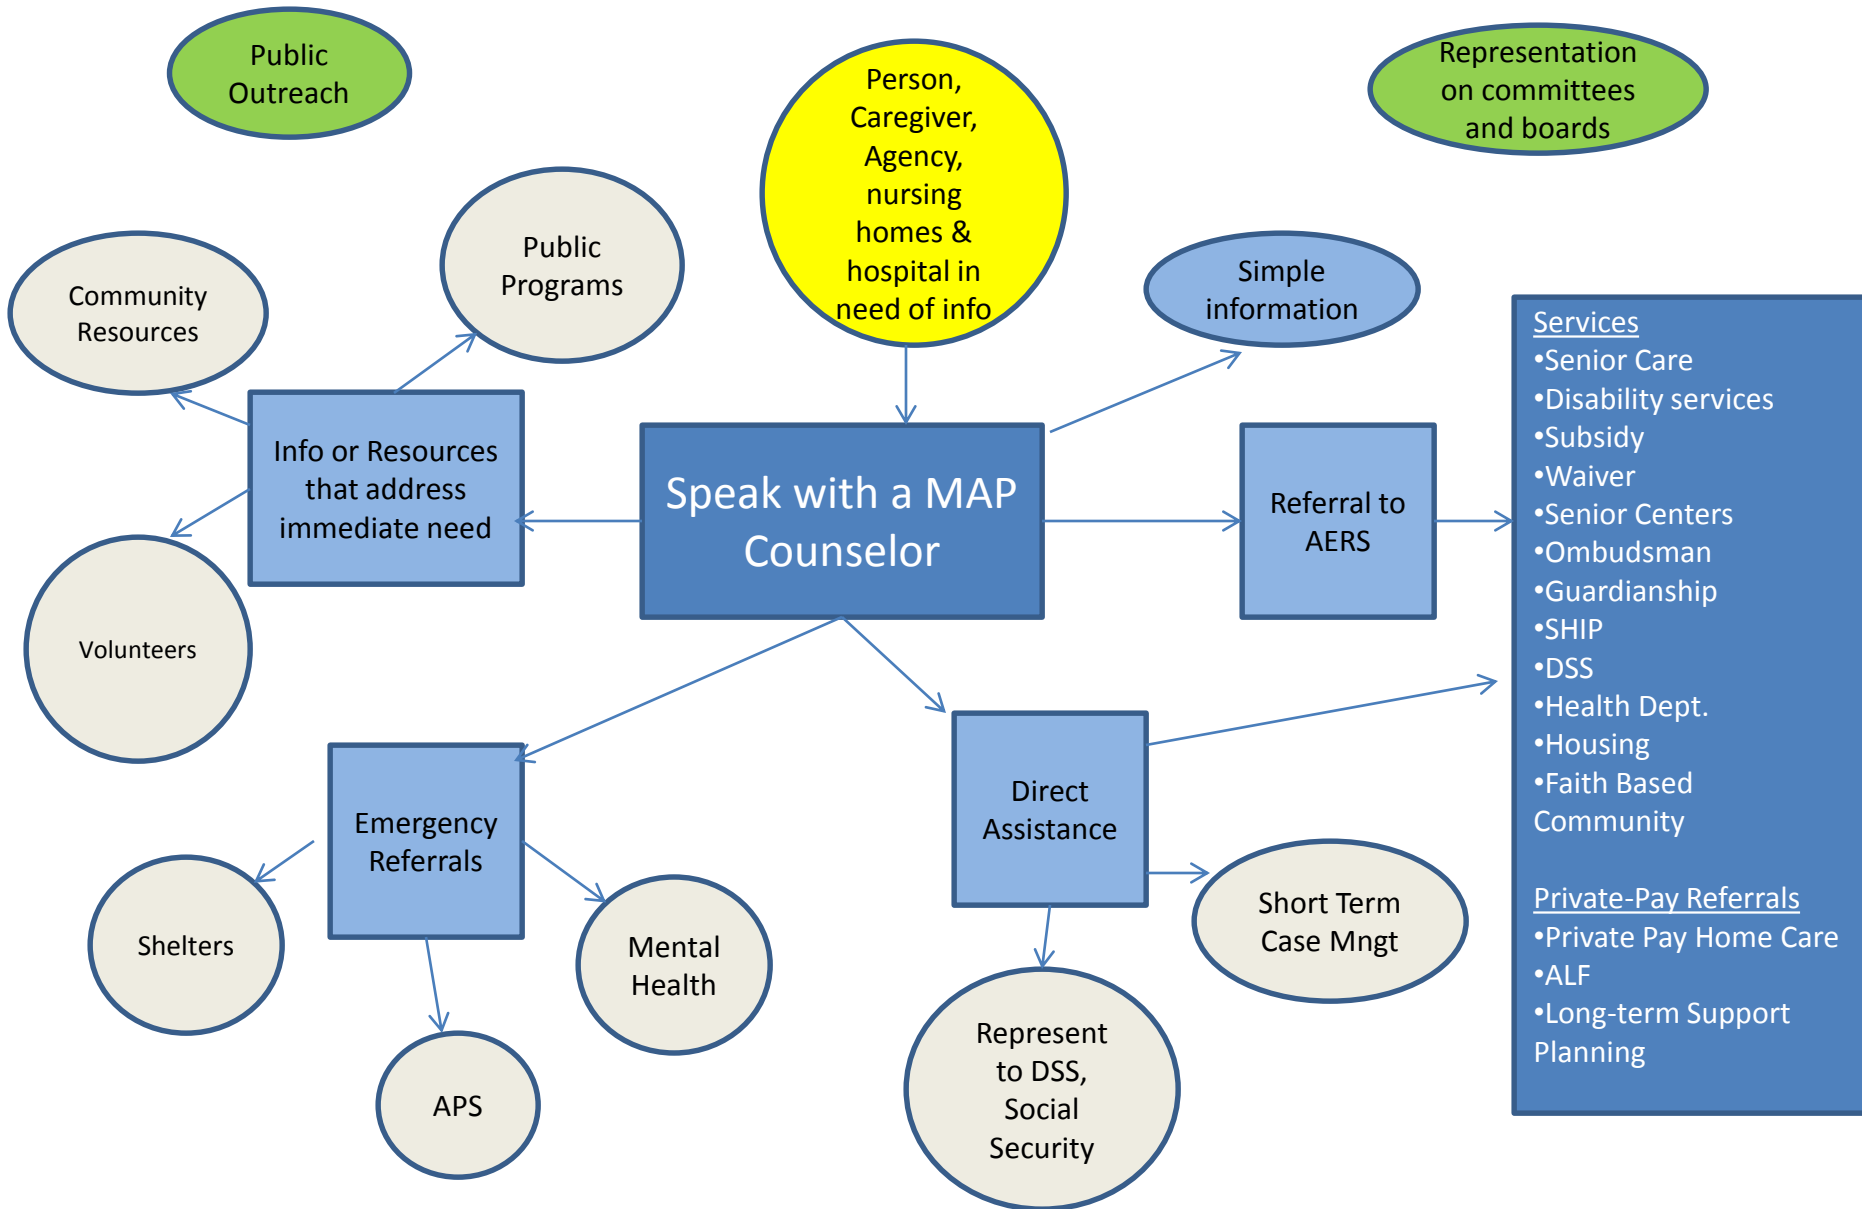 Public
Outreach
Person,
Caregiver,
Agency,
nursing
homes &
hospital in
need of info
Representation
on committees
and boards
Community
Resources
Public
Programs
Simple
information
Info or Resources
that address
immediate need
Speak with a MAP
Counselor
Referral to
AERS
Services
•Senior Care
•Disability services
•Subsidy
•Waiver
•Senior Centers
•Ombudsman
•Guardianship
•SHIP
•DSS
•Health Dept.
•Housing
•Faith Based
Community
Private-Pay Referrals
•Private Pay Home Care
•ALF
•Long-term Support
Planning
Volunteers
Emergency
Referrals
Direct
Assistance
Shelters
APS
Mental
Health
Short Term
Case Mngt
Represent
to DSS,
Social
Security